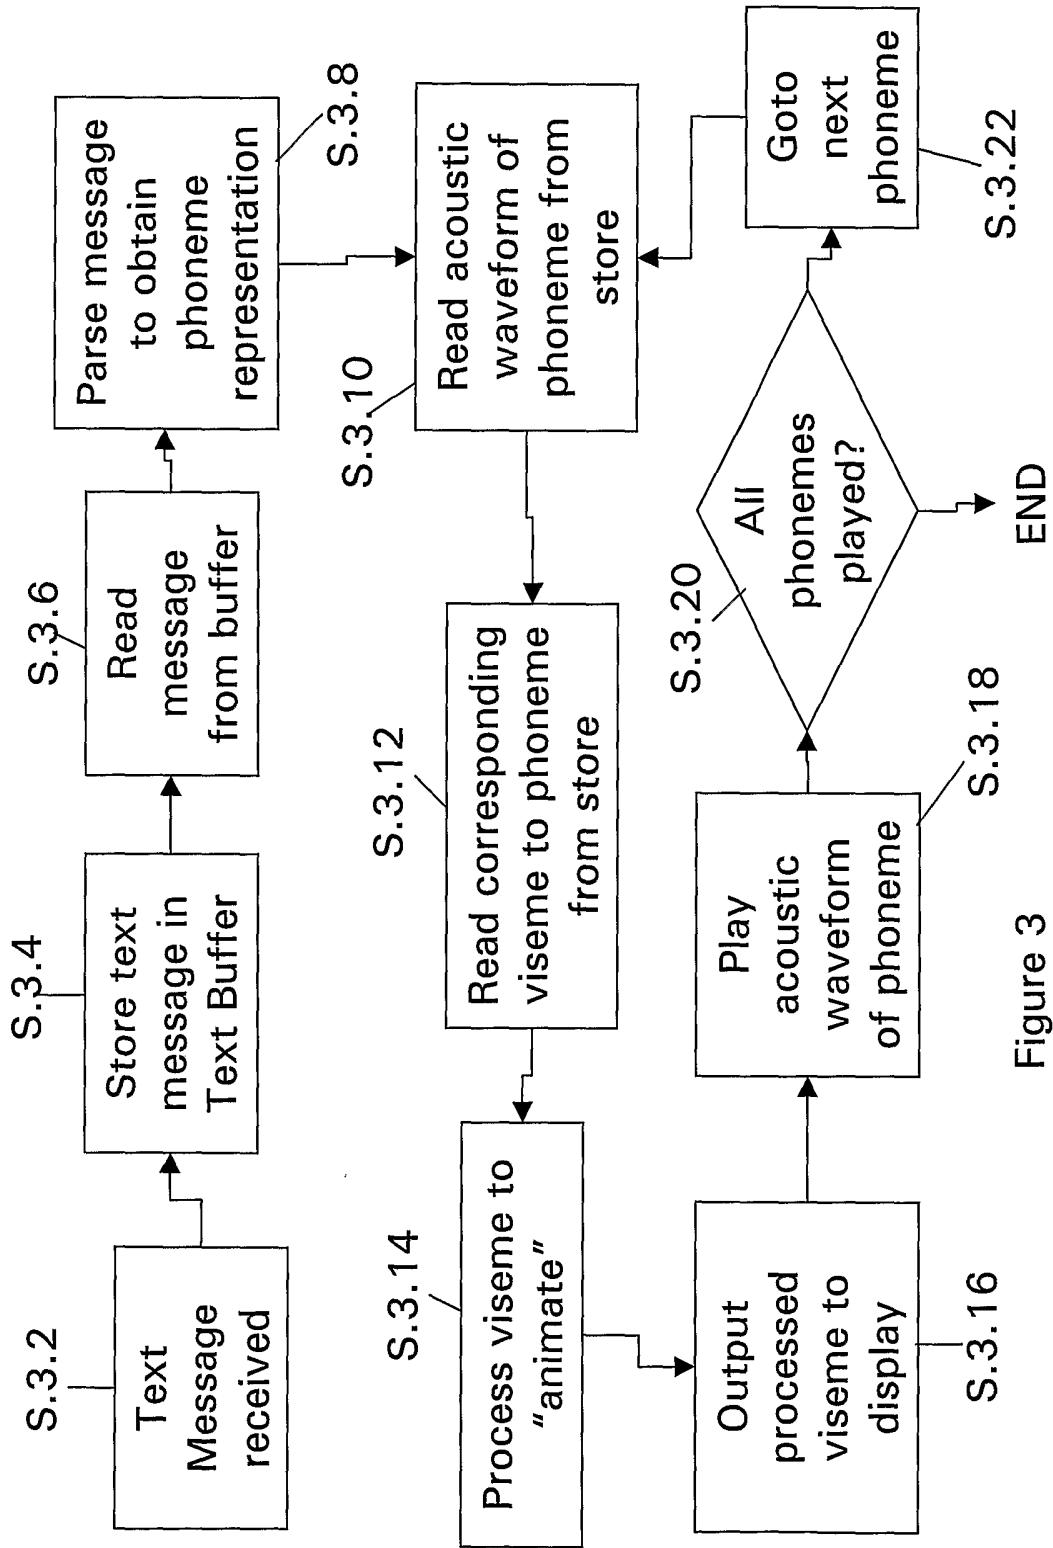 S.3.2
Text
Message
received
S.3.4
Store text
message in
Text Buffer
S.3.6
Read
message
from buffer
Parse message
to obtain
phoneme
representation
S.3.8
S.3.10
Read acoustic
waveform of
phoneme from
store
S.3.12
Read corresponding
viseme to phoneme
from store
S.3.14
Process viseme to
"animate"
Output
processed
viseme to
display
S.3.16
Play
acoustic
waveform
of phoneme
S.3.18
S.3.20
All
phonemes
played?
END
Goto
next
phoneme
S.3.22
Figure 3